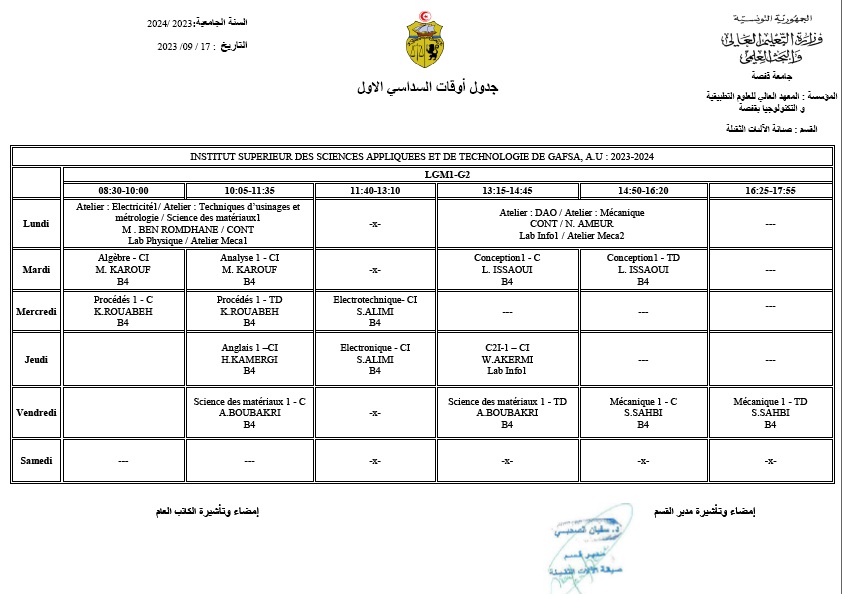 الجمهورية التونسية
وزارة التعليم العالي
والبحث العلمي
جامعة قفصة
المؤسسة : المعهد العالي للعلوم التطبيقية
و التكنولوجيا بقفصة
القسم : صيانة الآليات الثقيلة
السنة الجامعية:2023 /2024
التاريخ : 17 / 09/ 2023
جدول أوقات السداسي الاول
INSTITUT SUPERIEUR DES SCIENCES APPLIQUEES ET DE TECHNOLOGIE DE GAFSA, A.U : 2023-2024
LGM1-G2
08:30-10:00 10:05-11:35 11:40-13:10 13:15-14:45 14:50-16:20 16:25-17:55
Lundi
Atelier : Electricité1/ Atelier : Techniques d’usinages et
métrologie / Science des matériaux1
M . BEN ROMDHANE / CONT
Lab Physique / Atelier Meca1
-x-
Atelier : DAO / Atelier : Mécanique
CONT / N. AMEUR
Lab Info1 / Atelier Meca2
---
Mardi
Algèbre - CI
M. KAROUF
B4
Analyse 1 - CI
M. KAROUF
B4
-x-
Conception1 - C
L. ISSAOUI
B4
Conception1 - TD
L. ISSAOUI
B4
---
Mercredi
Procédés 1 - C
K.ROUABEH
B4
Procédés 1 - TD
K.ROUABEH
B4
Electrotechnique- CI
S.ALIMI
B4
---
---
---
Jeudi
Anglais 1 –CI
H.KAMERGI
B4
Electronique - CI
S.ALIMI
B4
C2I-1 – CI
W.AKERMI
Lab Info1
---
---
Vendredi
Science des matériaux 1 - C
A.BOUBAKRI
B4
-x-
Science des matériaux 1 - TD
A.BOUBAKRI
B4
Mécanique 1 - C
S.SAHBI
B4
Mécanique 1 - TD
S.SAHBI
B4
Samedi
---
---
-x-
-x-
-x-
-x-
إمضاء وتأشيرة مدير القسم
إمضاء وتأشيرة الكاتب العام
مدير قسم
صيانة الآلات الثقيلة